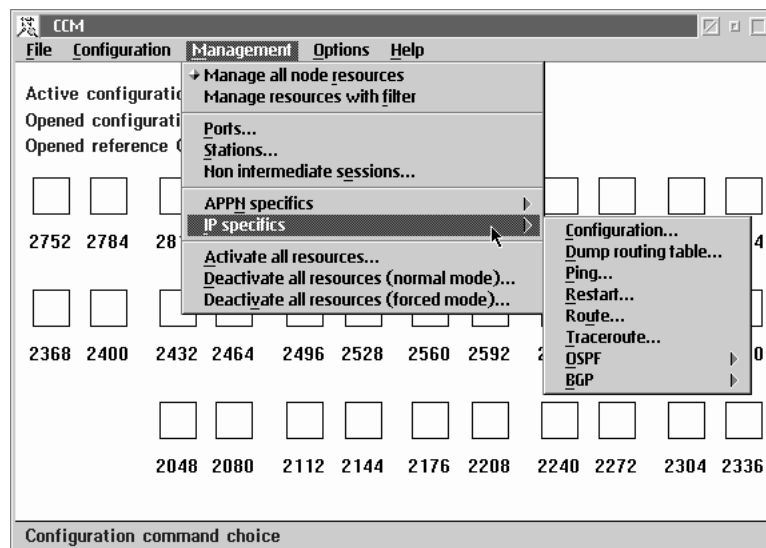 CCM
File Configuration Management Options Help
Manage all node resources
Active configuratio
Manage resources with filter
Opened configurati
Ports...
Opened reference
Stations...
Non intermediate sessions...
APPN specifics
IP specifics
2752 2784 4
Configuration...
Dump routing table...
Activate all resources...
Ping...
Deactivate all resources (normal mode)...
Restart...
Deactivate all resources (forced mode)...
Route...
Traceroute...
2368 2400 2432 2464 2496 2528 2560 2592 0
OSPF
BGP
2048 2080 2112 2144 2176 2208 2240 2272 2304 2336
Configuration command choice